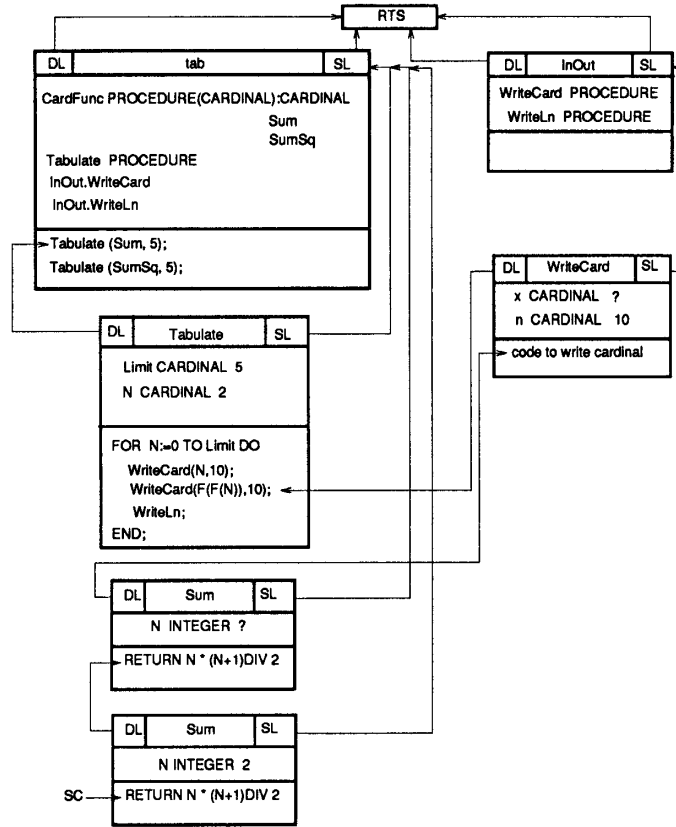 RTS
DL tab SL
CardFunc PROCEDURE(CARDINAL):CARDINAL
Sum
SumSq
Tabulate PROCEDURE
InOut.WriteCard
InOut.WriteLn
Tabulate (Sum, 5);
Tabulate (SumSq, 5);
DL InOut SL
WriteCard PROCEDURE
WriteLn PROCEDURE
DL WriteCard SL
x CARDINAL ?
n CARDINAL 10
code to write cardinal
DL Tabulate SL
Limit CARDINAL 5
N CARDINAL 2
FOR N:=0 TO Limit DO
WriteCard(N,10);
WriteCard(F(F(N)),10);
WriteLn;
END;
DL Sum SL
N INTEGER ?
RETURN N * (N+1)DIV 2
DL Sum SL
N INTEGER 2
SC RETURN N * (N+1)DIV 2